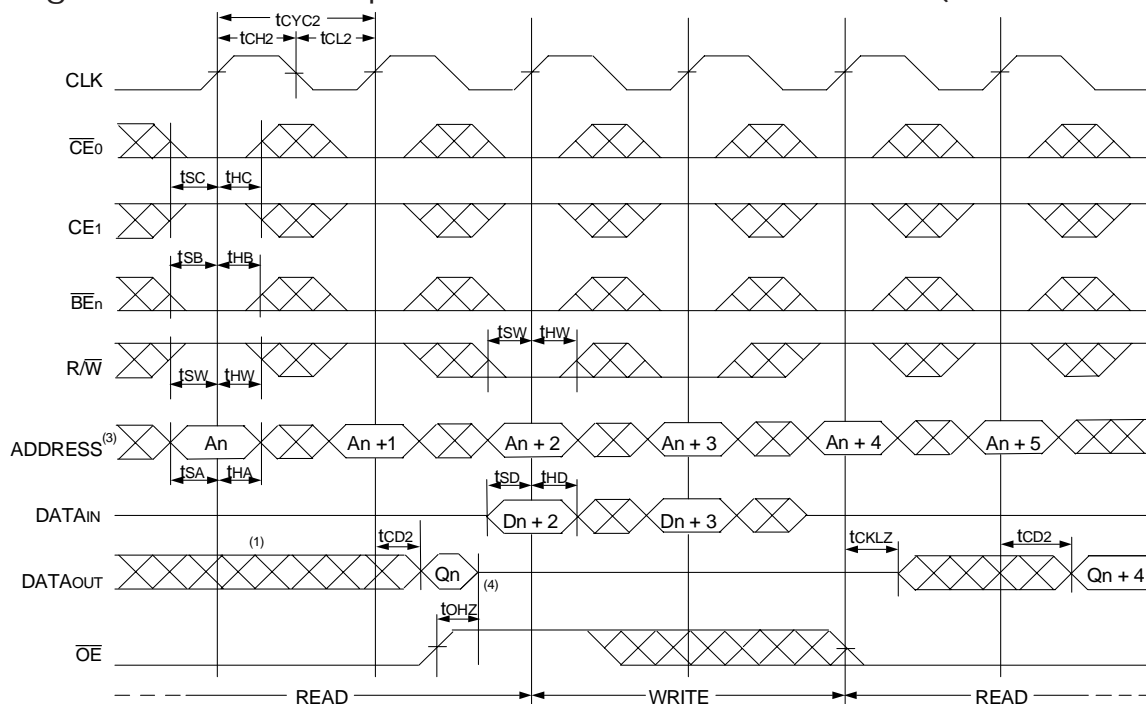 tCYC2
tCH2 tCL2
CLK
CE0
tSC tHC
CE1
tSB tHB
BEn
tSW tHW
R/W
tSW tHW
ADDRESS(3) An An +1 An + 2 An + 3 An + 4 An + 5
tSA tHA
tSD tHD
DATAIN Dn + 2 Dn + 3
(1) tCD2 tCKLZ tCD2
DATAOUT Qn (4) Qn + 4
tOHZ
OE
READ WRITE READ